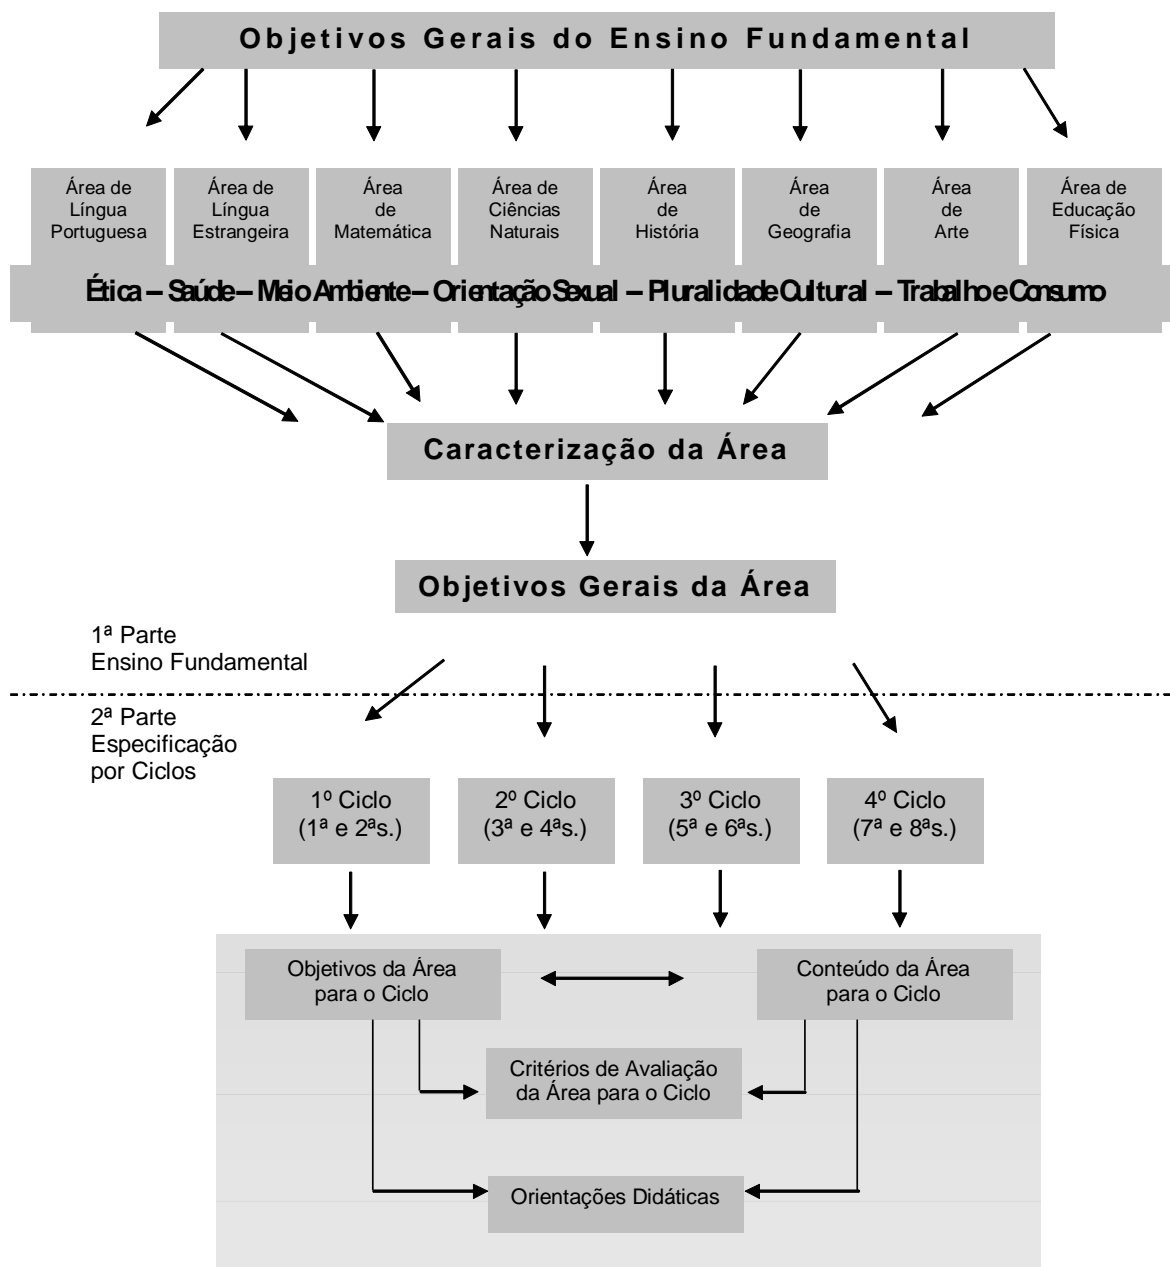 Objetivos Gerais do Ensino Fundamental
Área de
Língua
Portuguesa
Área de
Língua
Estrangeira
Área
de
Matemática
Área de
Ciências
Naturais
Área
de
História
Área
de
Geografia
Área
de
Arte
Área de
Educação
Física
Ética – Saúde – Meio Ambiente – Orientação Sexual – Pluralidade Cultural – Trabalho e Consumo
Caracterização da Área
Objetivos Gerais da Área
1ª Parte
Ensino Fundamental
2ª Parte
Especificação
por Ciclos
1º Ciclo
(1ª e 2ªs.)
2º Ciclo
(3ª e 4ªs.)
3º Ciclo
(5ª e 6ªs.)
4º Ciclo
(7ª e 8ªs.)
Objetivos da Área
para o Ciclo
Conteúdo da Área
para o Ciclo
Critérios de Avaliação
da Área para o Ciclo
Orientações Didáticas